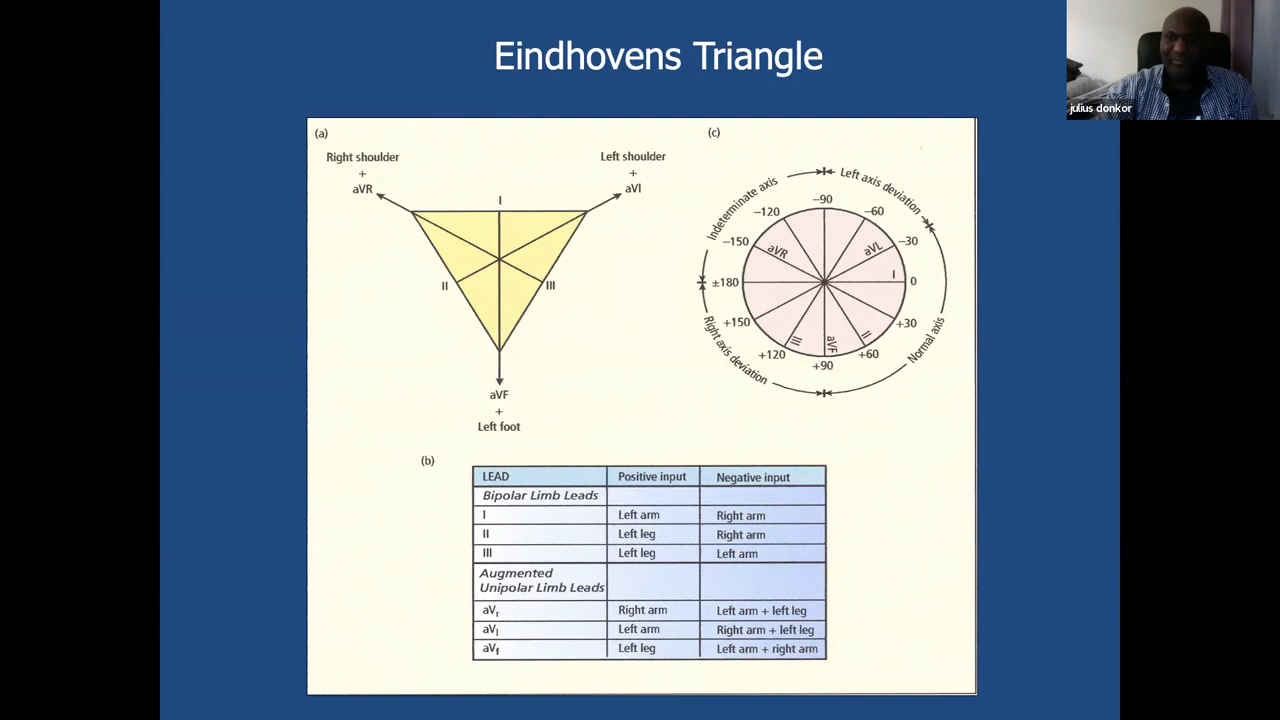 Eindhovens Triangle
julius donkor
(a)
Right shoulder
+
aVR
Left shoulder
+
aVl
I
II
III
aVF
+
Left foot
(c)
Indeterminate axis
Left axis deviation
Normal axis
Right axis deviation
−90
−60
−30
0
+30
+60
+90
+120
+150
±180
−150
−120
aVR
aVL
I
II
aVF
III
(b)
LEAD Positive input Negative input
Bipolar Limb Leads
I Left arm Right arm
II Left leg Right arm
III Left leg Left arm
Augmented
Unipolar Limb Leads
aVr Right arm Left arm + left leg
aVl Left arm Right arm + left leg
aVf Left leg Left arm + right arm